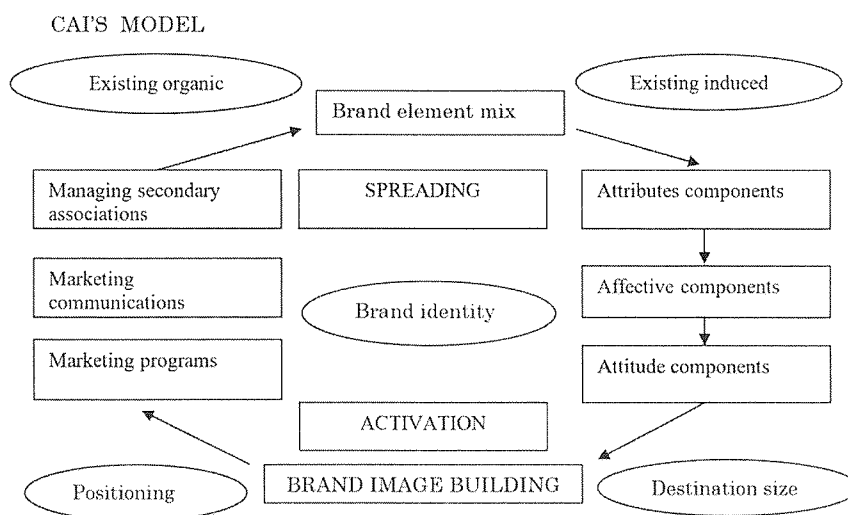 CAI'S MODEL
Existing organic
Existing induced
Brand element mix
Managing secondary
associations
SPREADING
Attributes components
Marketing
communications
Brand identity
Affective components
Marketing programs
Attitude components
ACTIVATION
Positioning
BRAND IMAGE BUILDING
Destination size